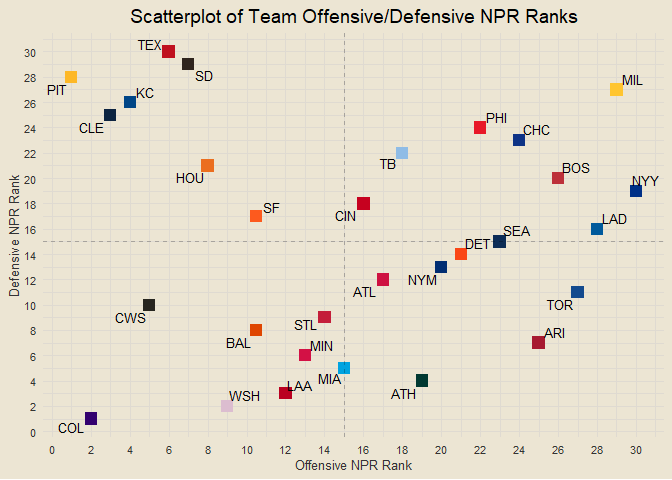 Scatterplot of Team Offensive/Defensive NPR Ranks
Defensive NPR Rank
30
28
26
24
22
20
18
16
14
12
10
8
6
4
2
0
TEX
SD
PIT
KC
CLE
MIL
PHI
CHC
TB
HOU
BOS
NYY
SF
CIN
LAD
SEA
DET
NYM
ATL
TOR
CWS
STL
BAL
ARI
MIN
MIA
ATH
LAA
WSH
COL
0 2 4 6 8 10 12 14 16 18 20 22 24 26 28 30
Offensive NPR Rank